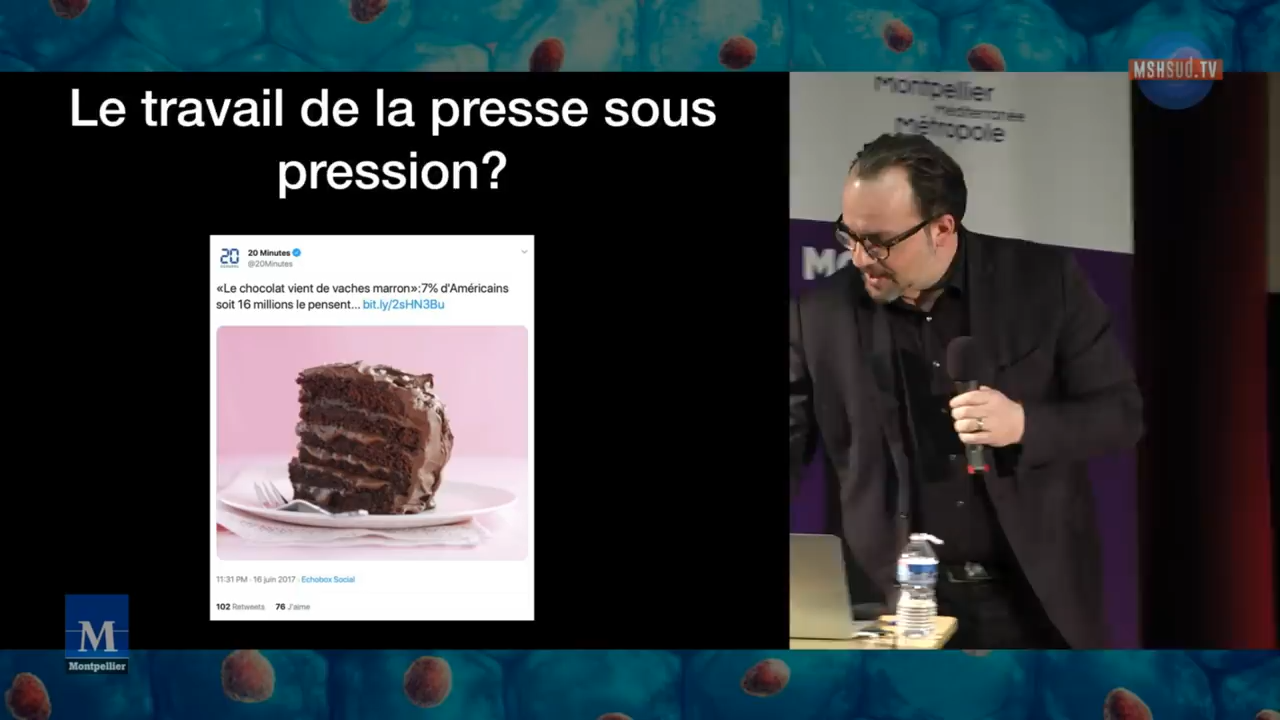 MSHSUD.TV
Le travail de la presse sous
pression?
20
20 Minutes
@20Minutes
«Le chocolat vient de vaches marron»:7% d'Américains
soit 16 millions le pensent... bit.ly/2sHN3Bu
11:31 PM - 16 juin 2017 · Echobox Social
102 Retweets 76 J'aime
Montpellier
Méditerranée
Métropole
M
Montpellier